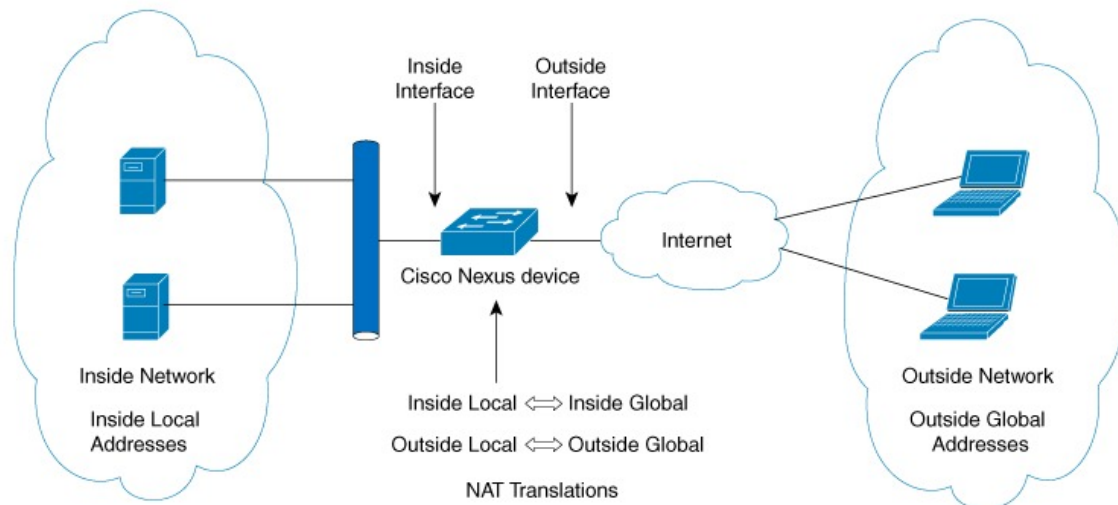 Inside
Interface
Outside
Interface
Internet
Cisco Nexus device
Inside Network
Inside Local
Addresses
Inside Local ⇔ Inside Global
Outside Local ⇔ Outside Global
NAT Translations
Outside Network
Outside Global
Addresses